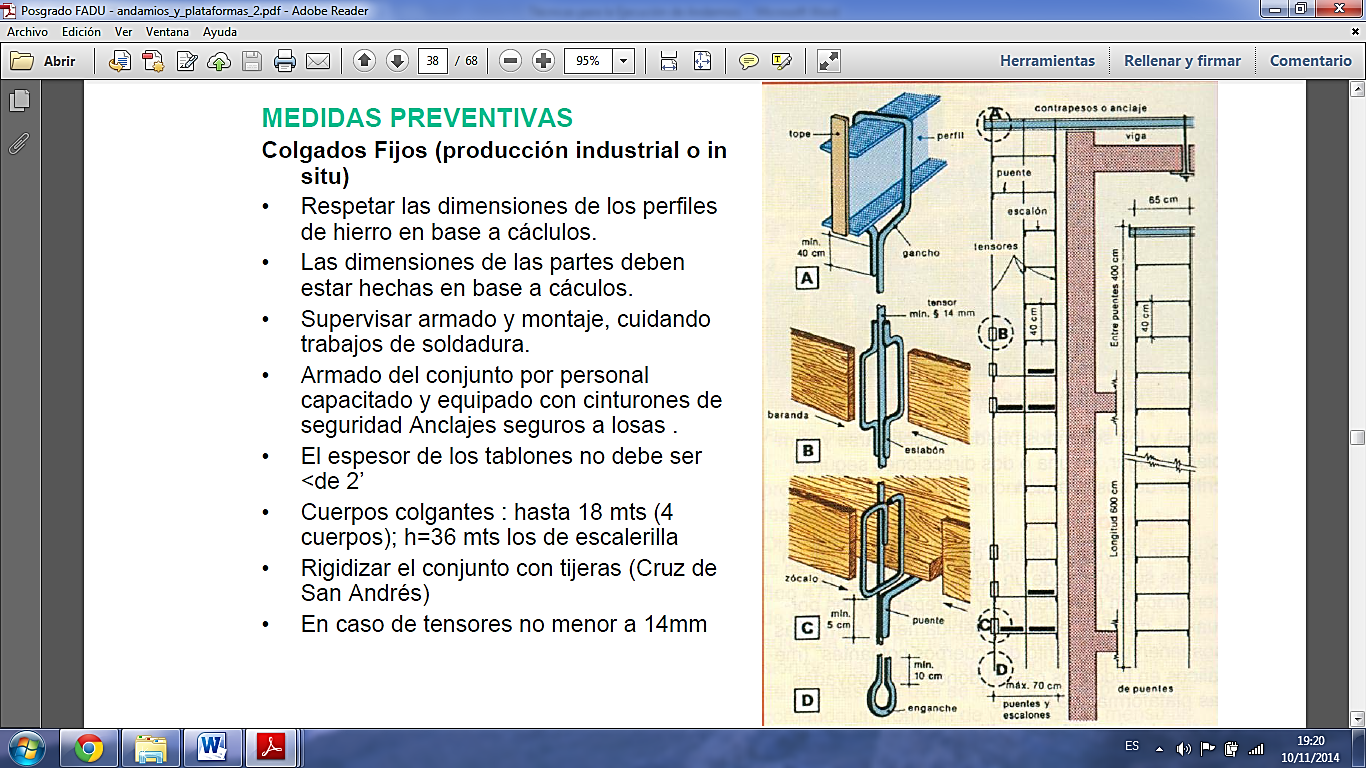 Posgrado FADU - andamios_y_plataformas_2.pdf - Adobe Reader
Archivo Edición Ver Ventana Ayuda
Abrir
38 / 68
95%
Herramientas
Rellenar y firmar
Comentario
MEDIDAS PREVENTIVAS
Colgados Fijos (producción industrial o in
situ)
• Respetar las dimensiones de los perfiles
de hierro en base a cáclulos.
• Las dimensiones de las partes deben
estar hechas en base a cáculos.
• Supervisar armado y montaje, cuidando
trabajos de soldadura.
• Armado del conjunto por personal
capacitado y equipado con cinturones de
seguridad Anclajes seguros a losas .
• El espesor de los tablones no debe ser
<de 2’
• Cuerpos colgantes : hasta 18 mts (4
cuerpos); h=36 mts los de escalerilla
• Rigidizar el conjunto con tijeras (Cruz de
San Andrés)
• En caso de tensores no menor a 14mm
tope
perfil
mín.
40 cm
gancho
A
tensor
mín. § 14 mm
baranda
eslabón
B
zócalo
mín.
5 cm
puente
C
mín.
10 cm
enganche
D
A
contrapesos o anclaje
viga
puente
escalón
tensores
65 cm
40 cm
B
Entre puentes 400 cm
40 cm
Longitud 600 cm
C
D
máx. 70 cm
puentes y
escalones
de puentes
ES
19:20
10/11/2014